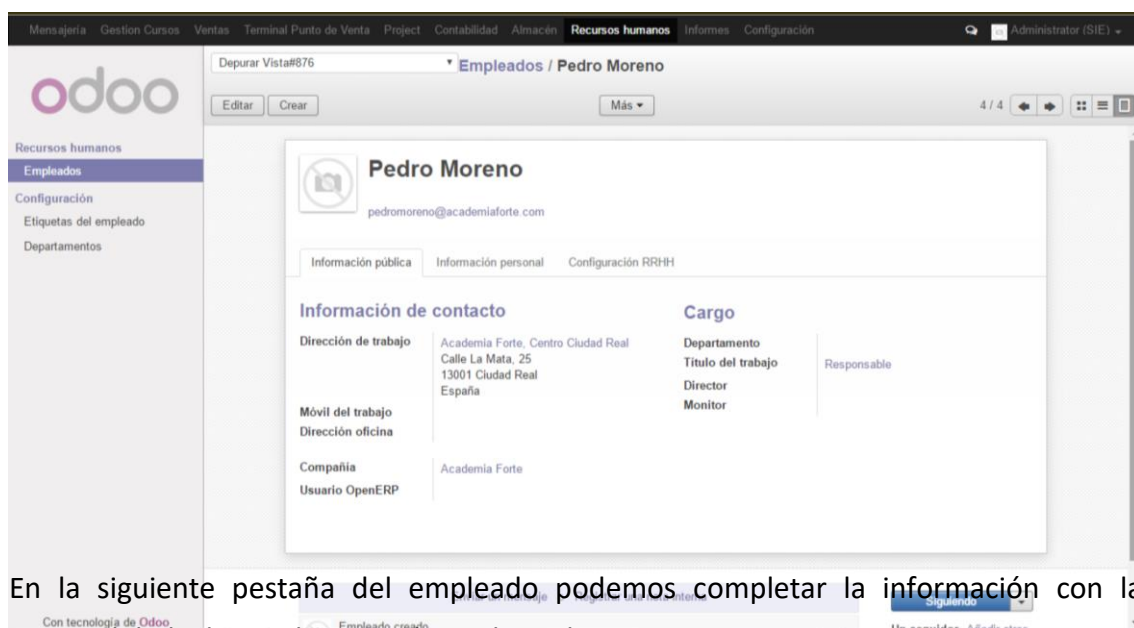 Mensajería Gestion Cursos Ventas Terminal Punto de Venta Project Contabilidad Almacén Recursos humanos Informes Configuración Administrator (SIE)
odoo
Depurar Vista#876
Empleados / Pedro Moreno
Editar Crear Más 4 / 4
Recursos humanos
Empleados
Configuración
Etiquetas del empleado
Departamentos
Pedro Moreno
pedromoreno@academiaforte.com
Información pública Información personal Configuración RRHH
Información de contacto
Dirección de trabajo Academia Forte, Centro Ciudad Real
Calle La Mata, 25
13001 Ciudad Real
España
Móvil del trabajo
Dirección oficina
Compañía Academia Forte
Usuario OpenERP
Cargo
Departamento
Título del trabajo Responsable
Director
Monitor
En la siguiente pestaña del empleado podemos completar la información con la
Siguiendo
Con tecnología de Odoo
Empleado creado
Un seguidor Añadir otros